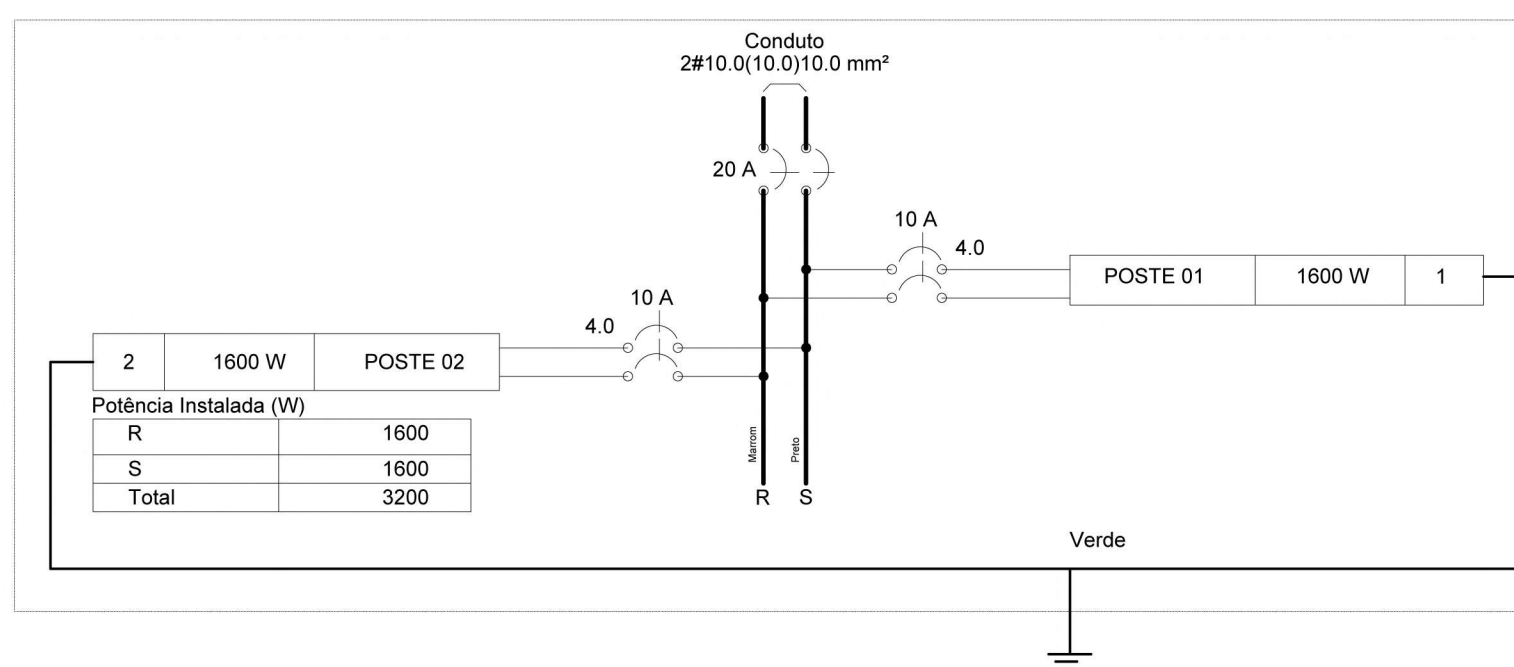 Conduto
2#10.0(10.0)10.0 mm²
20 A
10 A
4.0
POSTE 01 1600 W 1
10 A
4.0
2 1600 W POSTE 02
Potência Instalada (W)
R 1600
S 1600
Total 3200
Marrom
Preto
R S
Verde